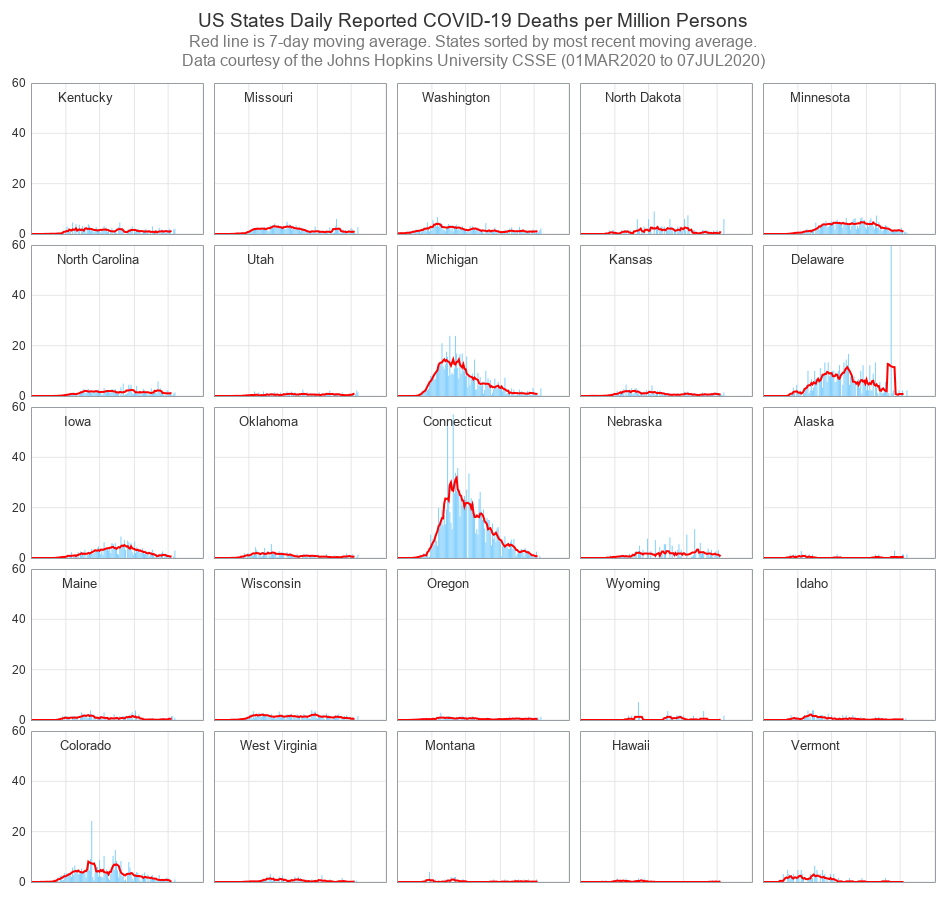 US States Daily Reported COVID-19 Deaths per Million Persons
Red line is 7-day moving average. States sorted by most recent moving average.
Data courtesy of the Johns Hopkins University CSSE (01MAR2020 to 07JUL2020)
60
Kentucky Missouri Washington North Dakota Minnesota
40
20
0
60
North Carolina Utah Michigan Kansas Delaware
40
20
0
60
Iowa Oklahoma Connecticut Nebraska Alaska
40
20
0
60
Maine Wisconsin Oregon Wyoming Idaho
40
20
0
60
Colorado West Virginia Montana Hawaii Vermont
40
20
0